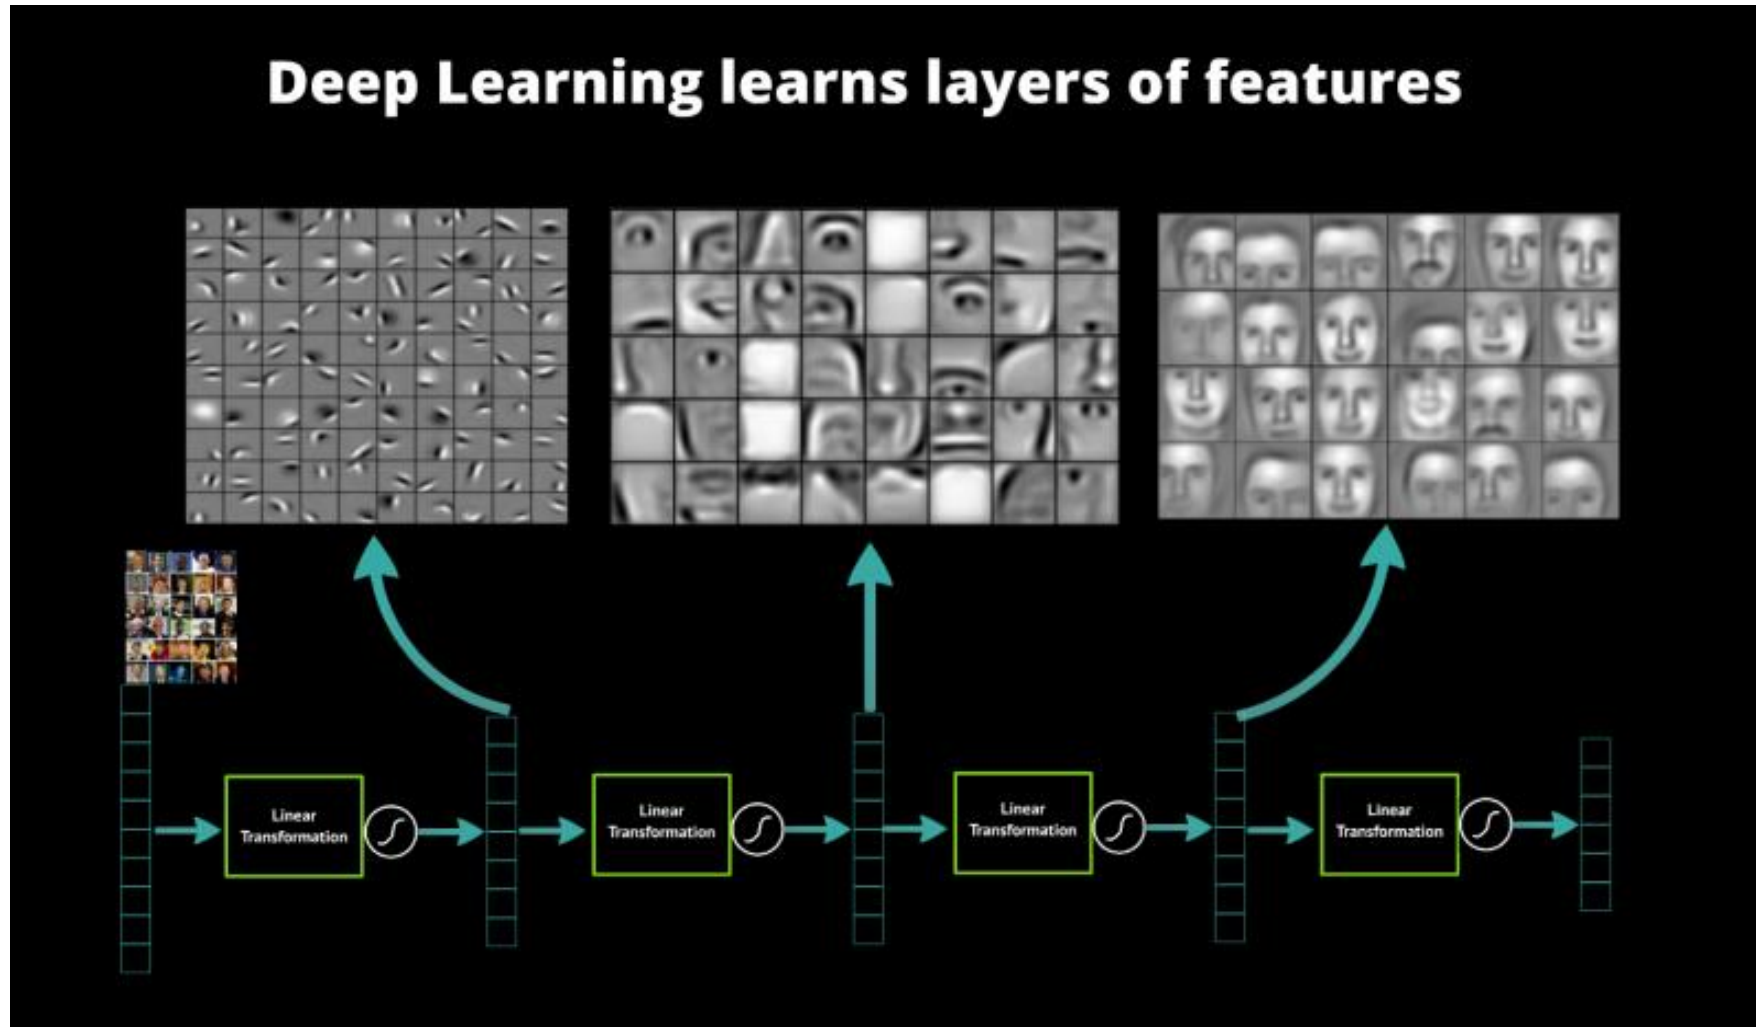 Deep Learning learns layers of features
Linear
Transformation
Linear
Transformation
Linear
Transformation
Linear
Transformation